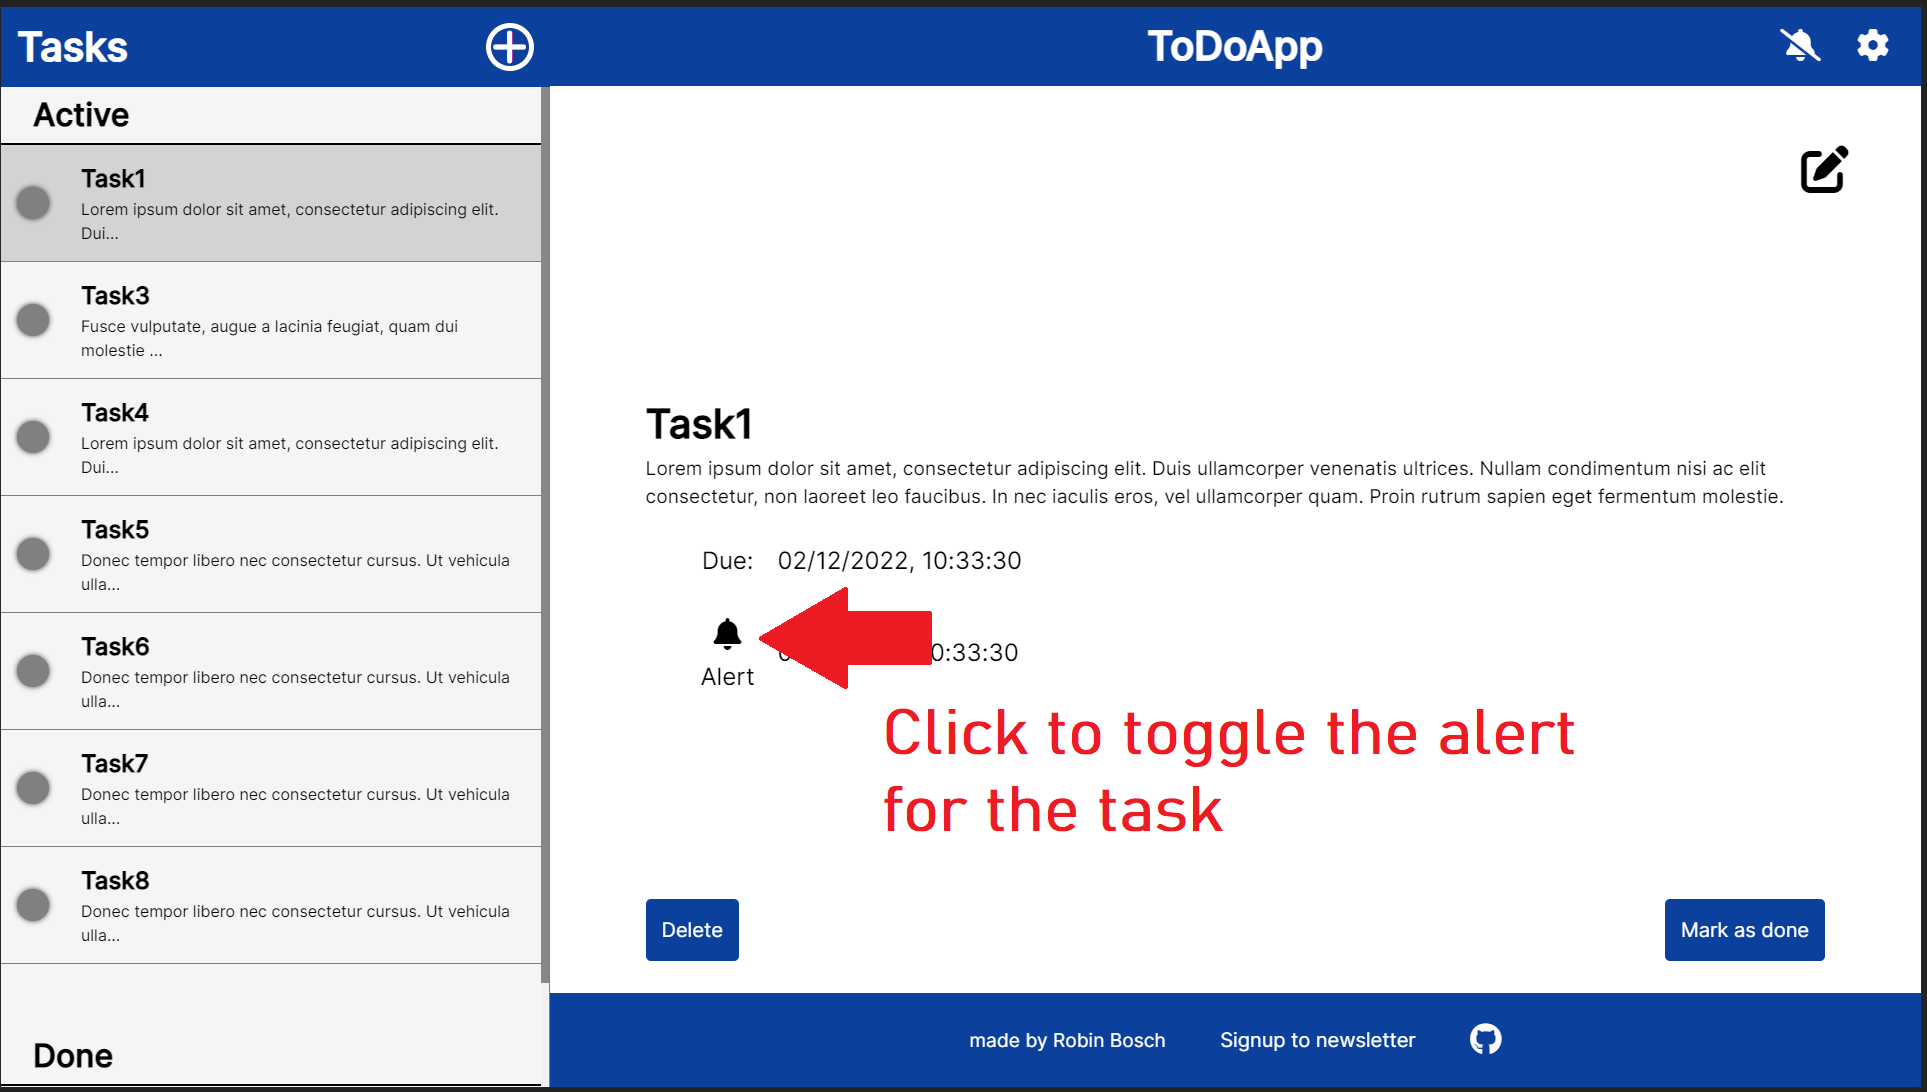 Tasks
ToDoApp
Active
Task1
Lorem ipsum dolor sit amet, consectetur adipiscing elit.
Dui...
Task3
Fusce vulputate, augue a lacinia feugiat, quam dui
molestie ...
Task4
Lorem ipsum dolor sit amet, consectetur adipiscing elit.
Dui...
Task5
Donec tempor libero nec consectetur cursus. Ut vehicula
ulla...
Task6
Donec tempor libero nec consectetur cursus. Ut vehicula
ulla...
Task7
Donec tempor libero nec consectetur cursus. Ut vehicula
ulla...
Task8
Donec tempor libero nec consectetur cursus. Ut vehicula
ulla...
Done
Task1
Lorem ipsum dolor sit amet, consectetur adipiscing elit. Duis ullamcorper venenatis ultrices. Nullam condimentum nisi ac elit
consectetur, non laoreet leo faucibus. In nec iaculis eros, vel ullamcorper quam. Proin rutrum sapien eget fermentum molestie.
Due: 02/12/2022, 10:33:30
0:33:30
Alert
Click to toggle the alert
for the task
Delete
Mark as done
made by Robin Bosch
Signup to newsletter